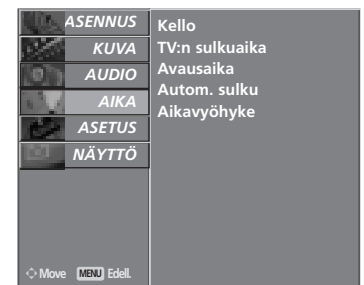 ASENNUS
KUVA
AUDIO
AIKA
ASETUS
NÄYTTÖ
Kello
TV:n sulkuaika
Avausaika
Autom. sulku
Aikavyöhyke
Move MENU Edell.